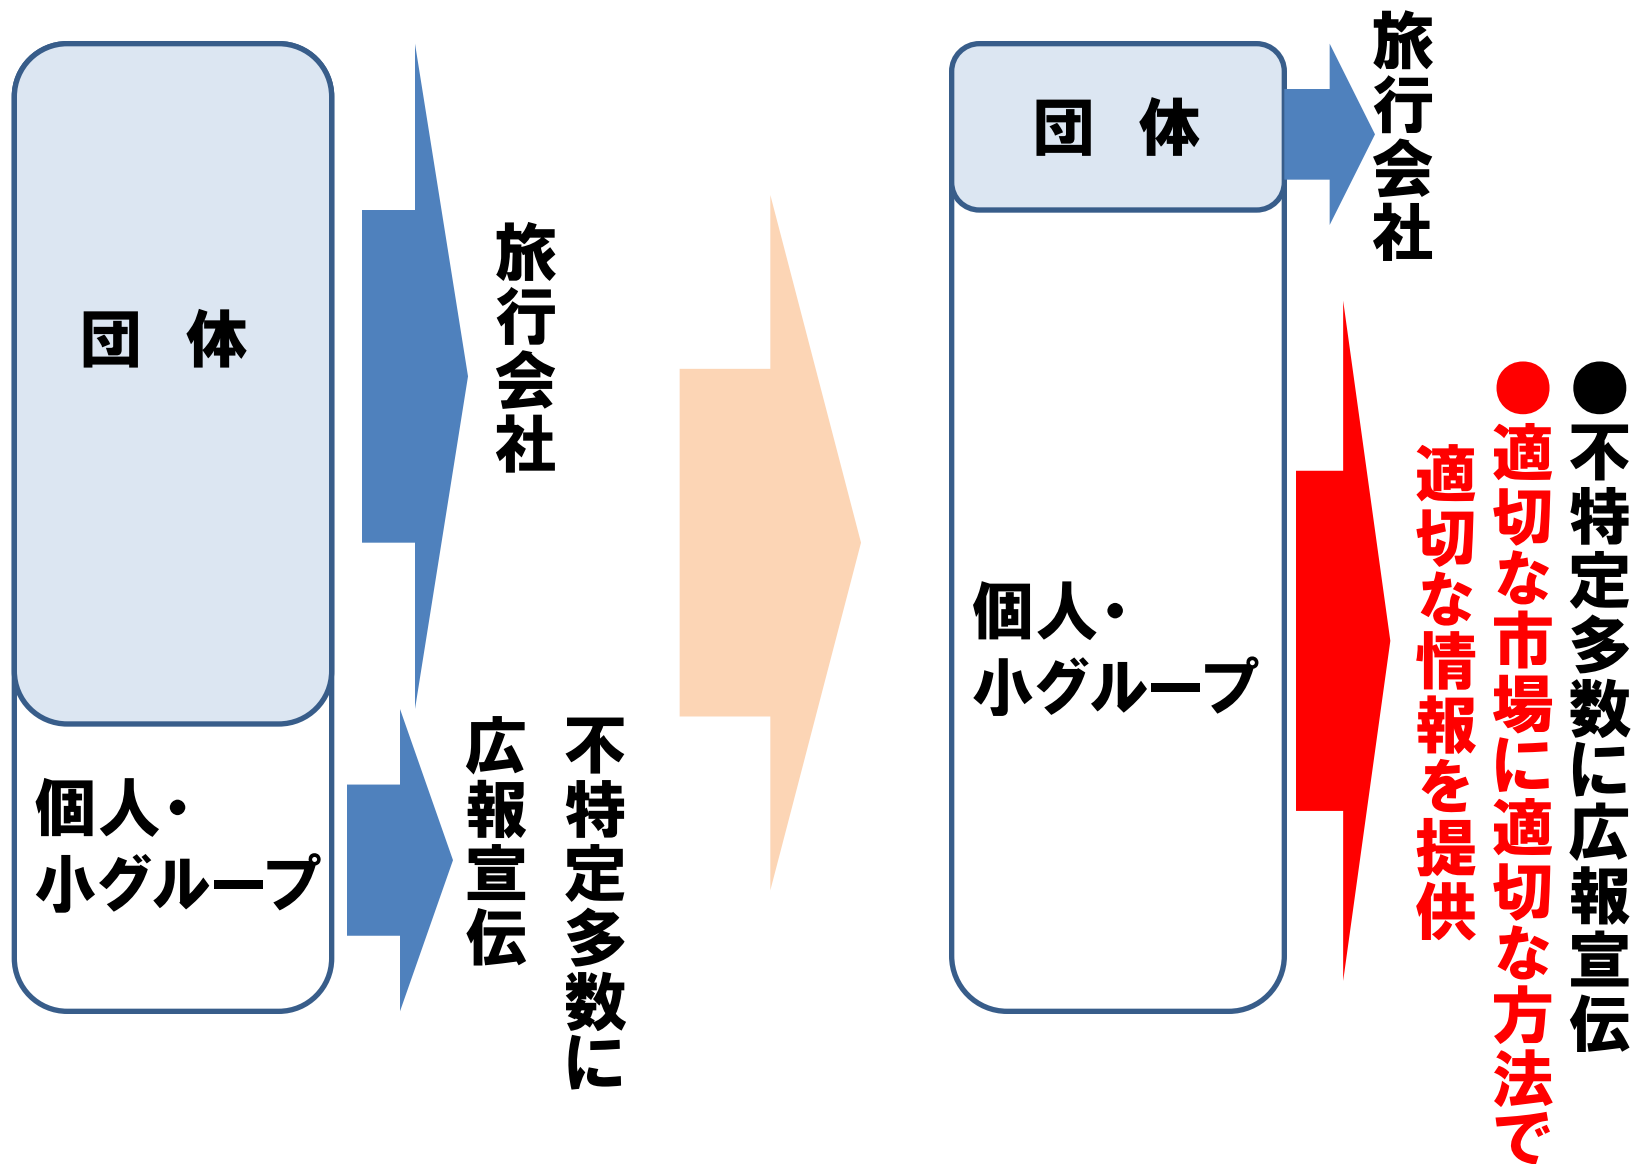 団　体
個人・
小グループ
旅行会社
不特定多数に
広報宣伝
団　体
個人・
小グループ
旅行会社
●不特定多数に広報宣伝
●適切な市場に適切な方法で
適切な情報を提供